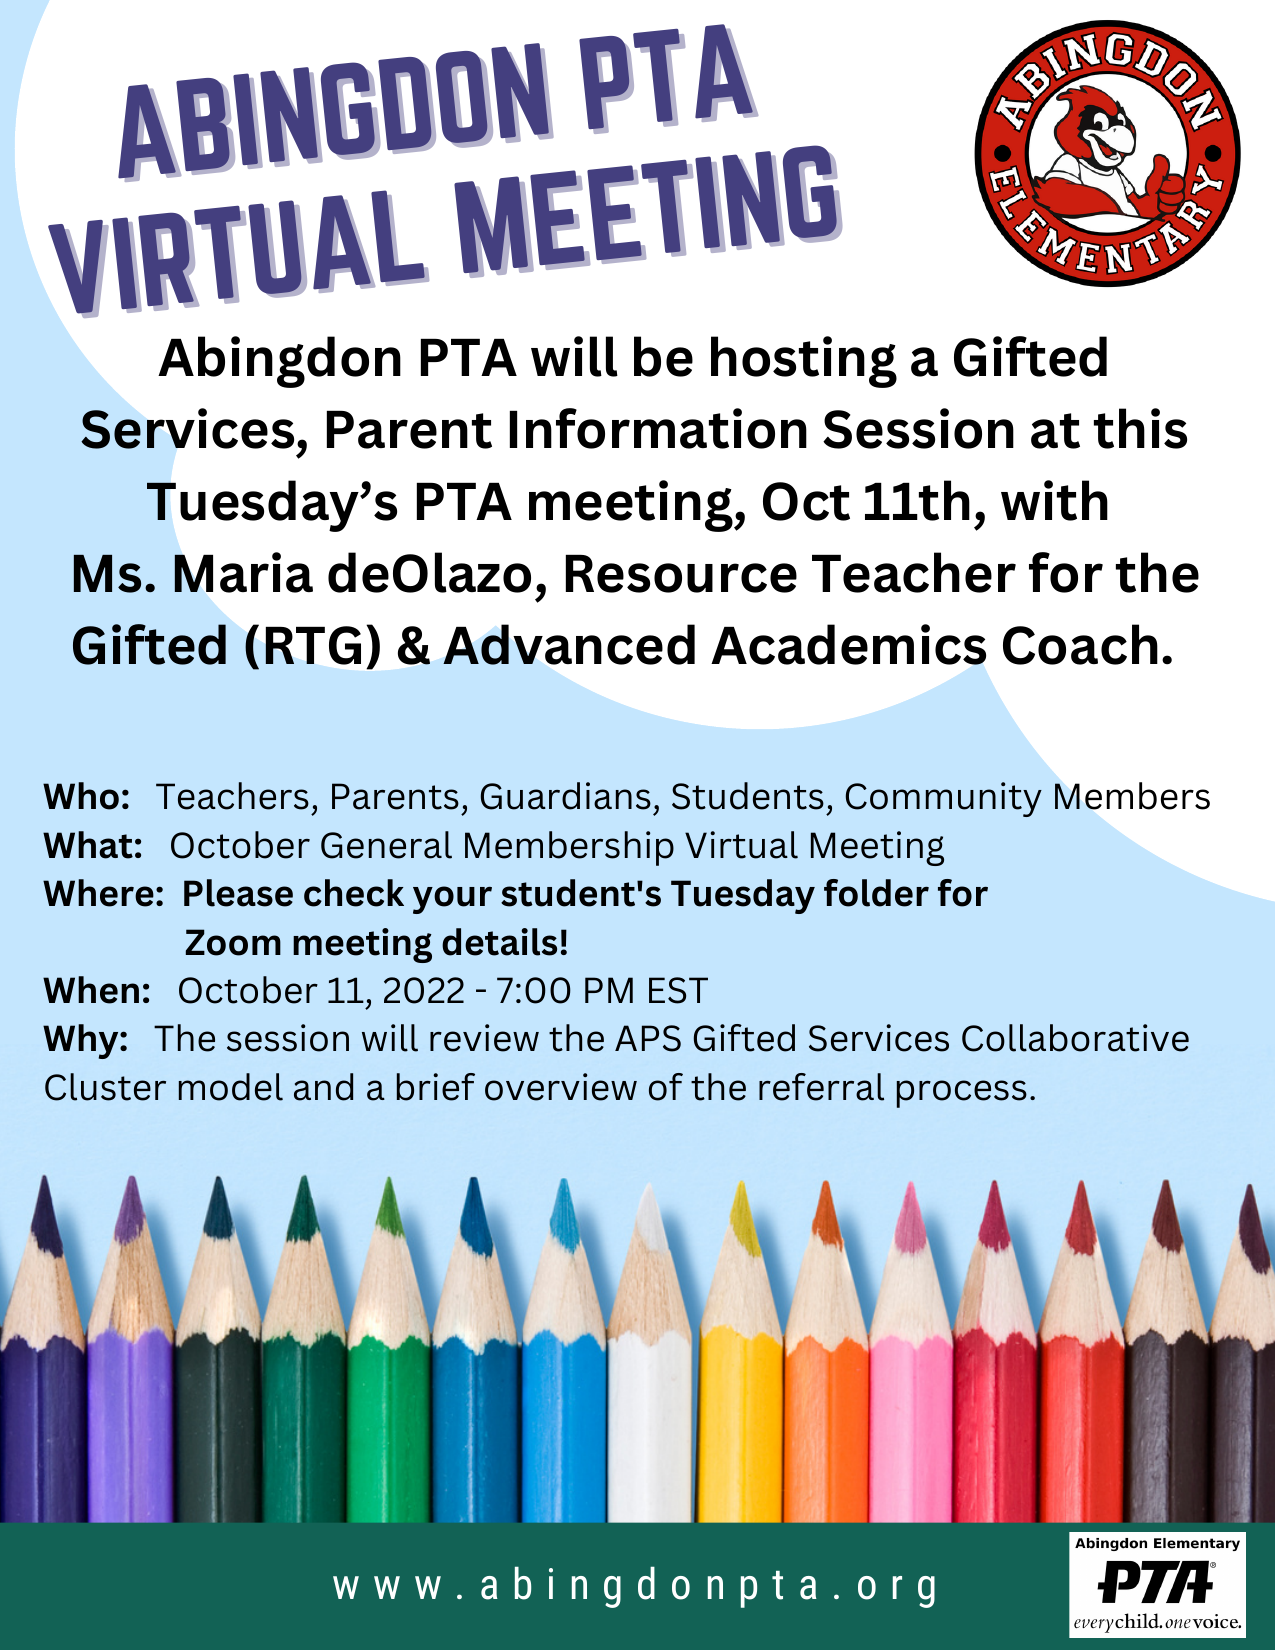 ABINGDON PTA
VIRTUAL MEETING
ABINGDON
ELEMENTARY
Abingdon PTA will be hosting a Gifted
Services, Parent Information Session at this
Tuesday’s PTA meeting, Oct 11th, with
Ms. Maria deOlazo, Resource Teacher for the
Gifted (RTG) & Advanced Academics Coach.
Who: Teachers, Parents, Guardians, Students, Community Members
What: October General Membership Virtual Meeting
Where: Please check your student's Tuesday folder for
Zoom meeting details!
When: October 11, 2022 - 7:00 PM EST
Why: The session will review the APS Gifted Services Collaborative
Cluster model and a brief overview of the referral process.
www.abingdonpta.org
Abingdon Elementary
PTA®
everychild.onevoice.